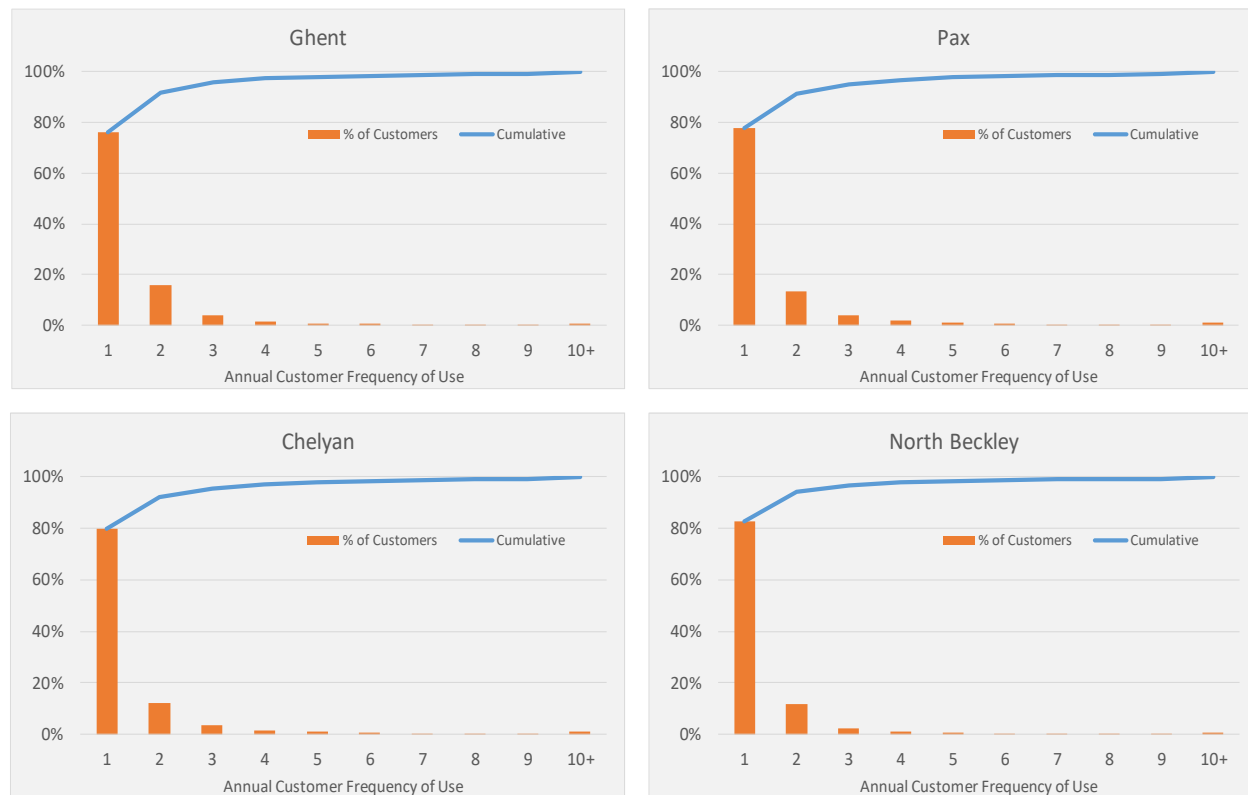 Ghent
100%
80%
60%
40%
20%
0%
% of Customers Cumulative
1 2 3 4 5 6 7 8 9 10+
Annual Customer Frequency of Use
Pax
100%
80%
60%
40%
20%
0%
% of Customers Cumulative
1 2 3 4 5 6 7 8 9 10+
Annual Customer Frequency of Use
Chelyan
100%
80%
60%
40%
20%
0%
% of Customers Cumulative
1 2 3 4 5 6 7 8 9 10+
Annual Customer Frequency of Use
North Beckley
100%
80%
60%
40%
20%
0%
% of Customers Cumulative
1 2 3 4 5 6 7 8 9 10+
Annual Customer Frequency of Use